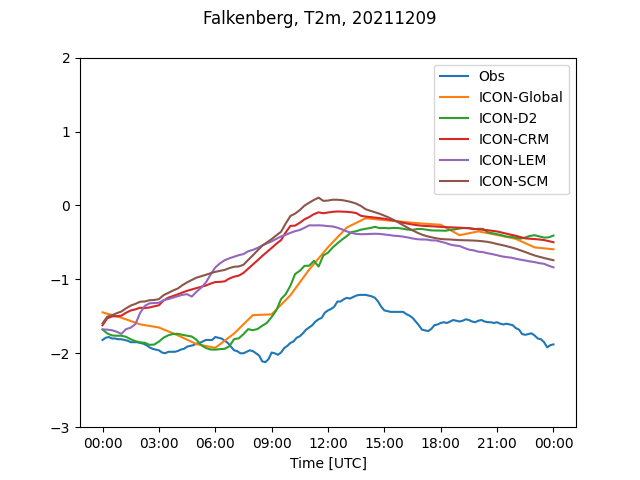 Falkenberg, T2m, 20211209
2
1
0
−1
−2
−3
Obs
ICON-Global
ICON-D2
ICON-CRM
ICON-LEM
ICON-SCM
00:00 03:00 06:00 09:00 12:00 15:00 18:00 21:00 00:00
Time [UTC]